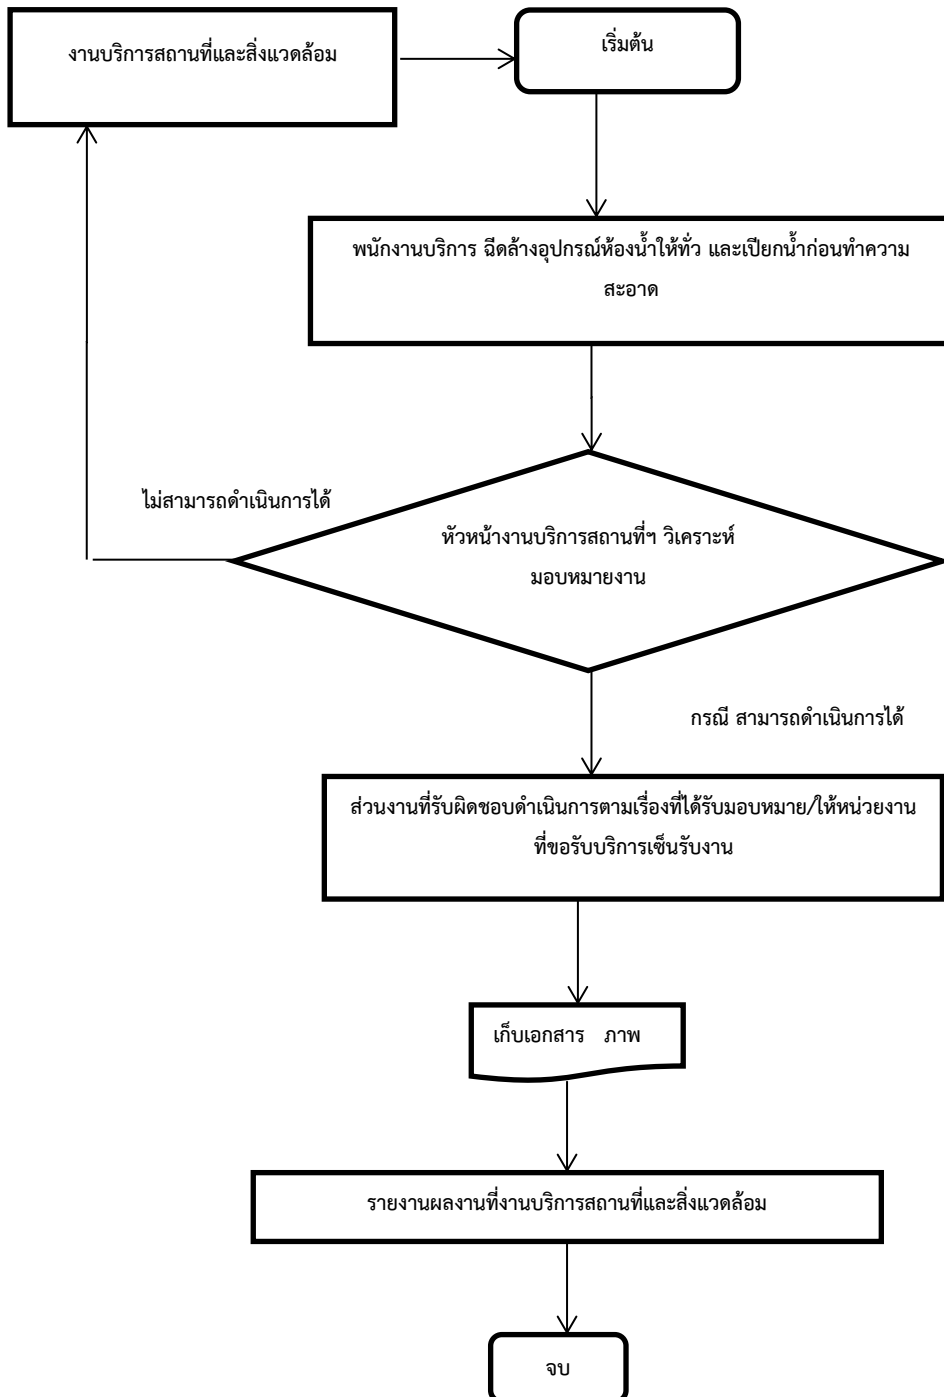 งานบริการสถานที่และสิ่งแวดล้อม
เริ่มต้น
พนักงานบริการ ฉีดล้างอุปกรณ์ห้องน้ำให้ทั่ว และเปียกน้ำก่อนทำความ
สะอาด
ไม่สามารถดำเนินการได้
หัวหน้างานบริการสถานที่ฯ วิเคราะห์
มอบหมายงาน
กรณี สามารถดำเนินการได้
ส่วนงานที่รับผิดชอบดำเนินการตามเรื่องที่ได้รับมอบหมาย/ให้หน่วยงาน
ที่ขอรับบริการเซ็นรับงาน
เก็บเอกสาร ภาพ
รายงานผลงานที่งานบริการสถานที่และสิ่งแวดล้อม
จบ